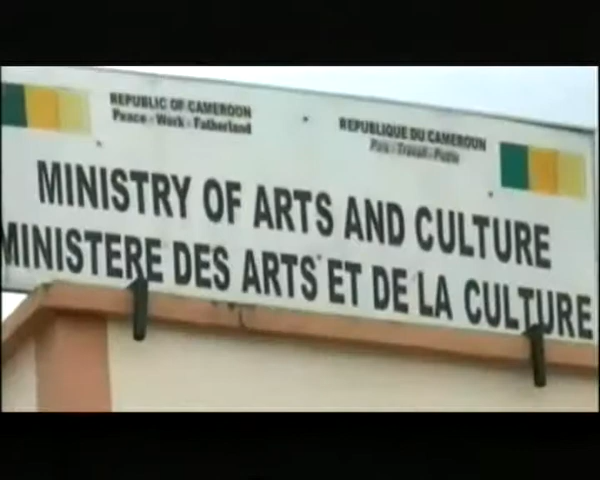 REPUBLIC OF CAMEROON
Peace - Work - Fatherland
REPUBLIQUE DU CAMEROUN
Paix - Travail - Patrie
MINISTRY OF ARTS AND CULTURE
MINISTERE DES ARTS ET DE LA CULTURE